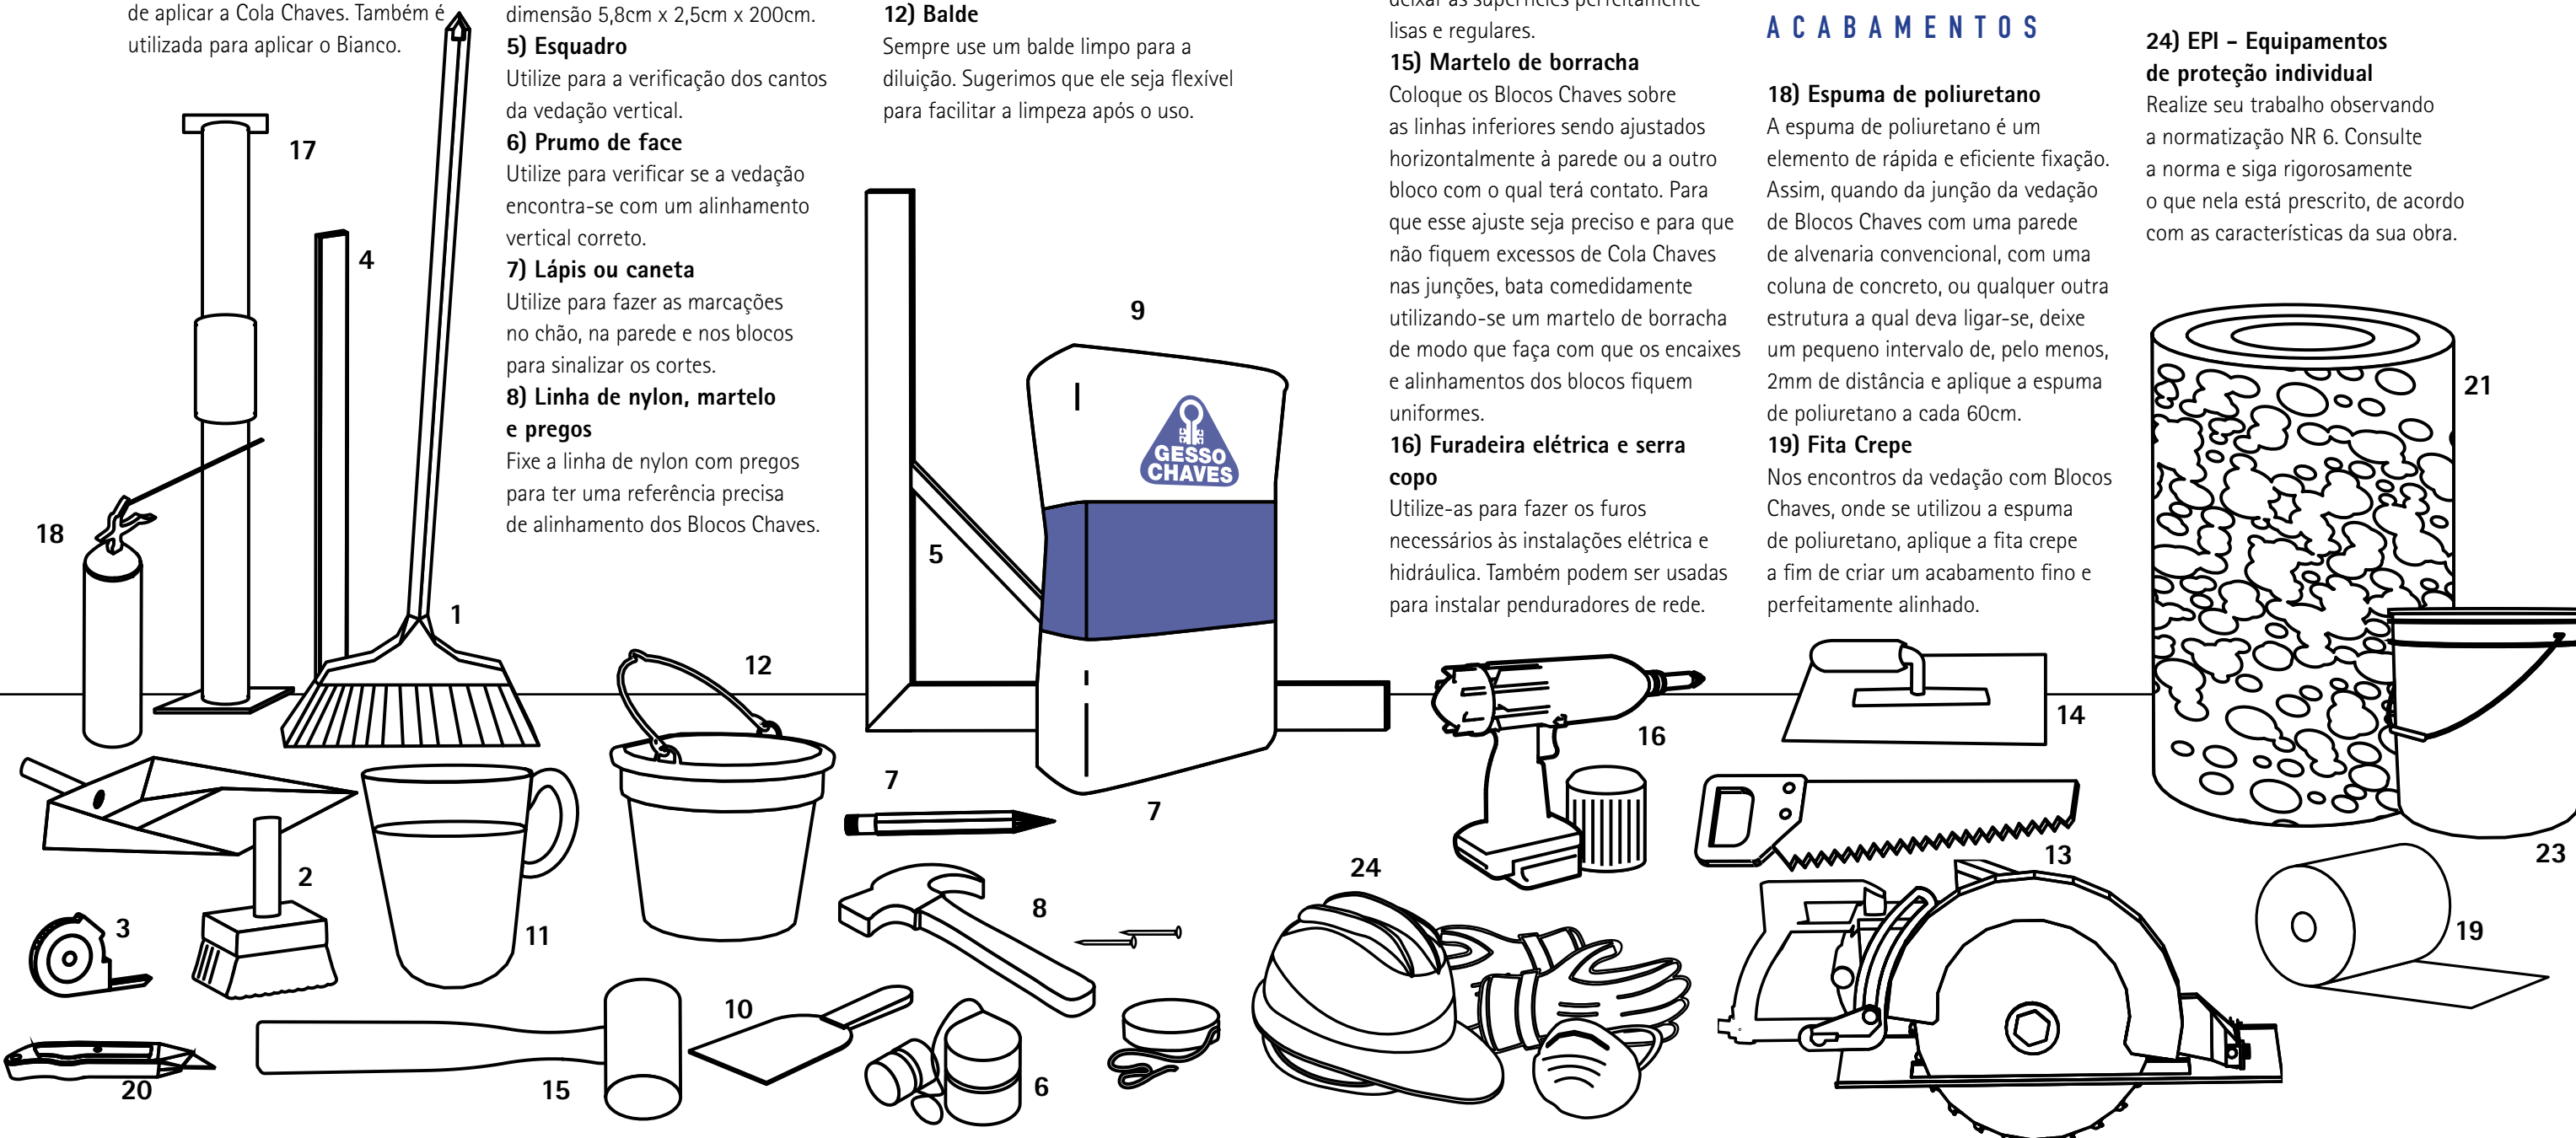 de aplicar a Cola Chaves. Também é
utilizada para aplicar o Bianco.
dimensão 5,8cm x 2,5cm x 200cm.
5) Esquadro
Utilize para a verificação dos cantos
da vedação vertical.
6) Prumo de face
Utilize para verificar se a vedação
encontra-se com um alinhamento
vertical correto.
7) Lápis ou caneta
Utilize para fazer as marcações
no chão, na parede e nos blocos
para sinalizar os cortes.
8) Linha de nylon, martelo
e pregos
Fixe a linha de nylon com pregos
para ter uma referência precisa
de alinhamento dos Blocos Chaves.
12) Balde
Sempre use um balde limpo para a
diluição. Sugerimos que ele seja flexível
para facilitar a limpeza após o uso.
deixar as superfícies perfeitamente
lisas e regulares.
15) Martelo de borracha
Coloque os Blocos Chaves sobre
as linhas inferiores sendo ajustados
horizontalmente à parede ou a outro
bloco com o qual terá contato. Para
que esse ajuste seja preciso e para que
não fiquem excessos de Cola Chaves
nas junções, bata comedidamente
utilizando-se um martelo de borracha
de modo que faça com que os encaixes
e alinhamentos dos blocos fiquem
uniformes.
16) Furadeira elétrica e serra
copo
Utilize-as para fazer os furos
necessários às instalações elétrica e
hidráulica. Também podem ser usadas
para instalar penduradores de rede.
ACABAMENTOS
18) Espuma de poliuretano
A espuma de poliuretano é um
elemento de rápida e eficiente fixação.
Assim, quando da junção da vedação
de Blocos Chaves com uma parede
de alvenaria convencional, com uma
coluna de concreto, ou qualquer outra
estrutura a qual deva ligar-se, deixe
um pequeno intervalo de, pelo menos,
2mm de distância e aplique a espuma
de poliuretano a cada 60cm.
19) Fita Crepe
Nos encontros da vedação com Blocos
Chaves, onde se utilizou a espuma
de poliuretano, aplique a fita crepe
a fim de criar um acabamento fino e
perfeitamente alinhado.
24) EPI - Equipamentos
de proteção individual
Realize seu trabalho observando
a normatização NR 6. Consulte
a norma e siga rigorosamente
o que nela está prescrito, de acordo
com as características da sua obra.
17
4
18
1
9
GESSO
CHAVES
5
12
7
7
2
3
11
8
10
20
15
6
16
14
21
24
13
23
19